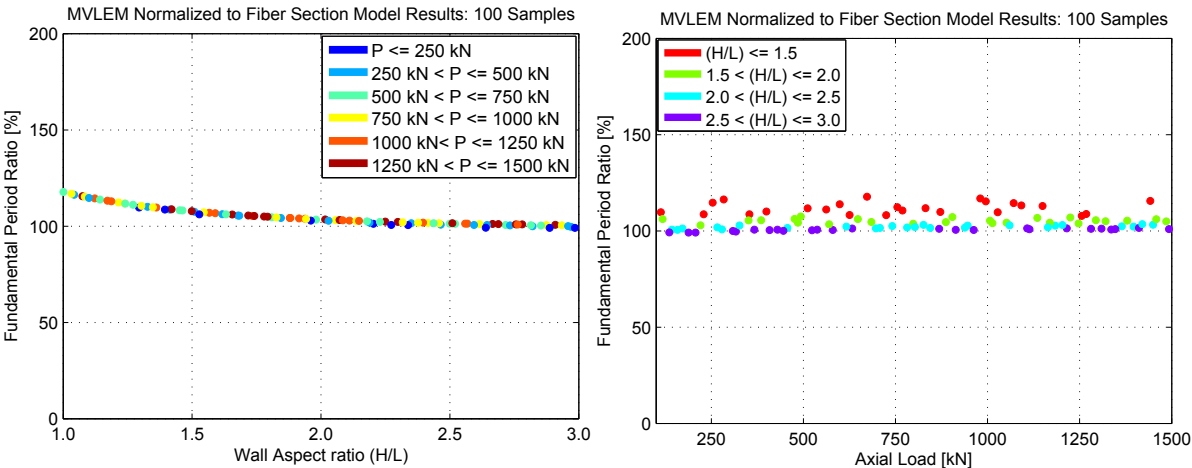 MVLEM Normalized to Fiber Section Model Results: 100 Samples
Fundamental Period Ratio [%]
200
150
100
50
0
1.0 1.5 2.0 2.5 3.0
Wall Aspect ratio (H/L)
P <= 250 kN
250 kN < P <= 500 kN
500 kN < P <= 750 kN
750 kN < P <= 1000 kN
1000 kN< P <= 1250 kN
1250 kN < P <= 1500 kN
MVLEM Normalized to Fiber Section Model Results: 100 Samples
Fundamental Period Ratio [%]
200
150
100
50
0
250 500 750 1000 1250 1500
Axial Load [kN]
(H/L) <= 1.5
1.5 < (H/L) <= 2.0
2.0 < (H/L) <= 2.5
2.5 < (H/L) <= 3.0